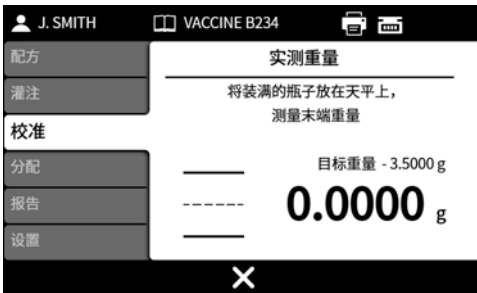 J. SMITH
VACCINE B234
配方
灌注
校准
分配
报告
设置
实测重量
将装满的瓶子放在天平上，
测量末端重量
目标重量 - 3.5000 g
0.0000 g